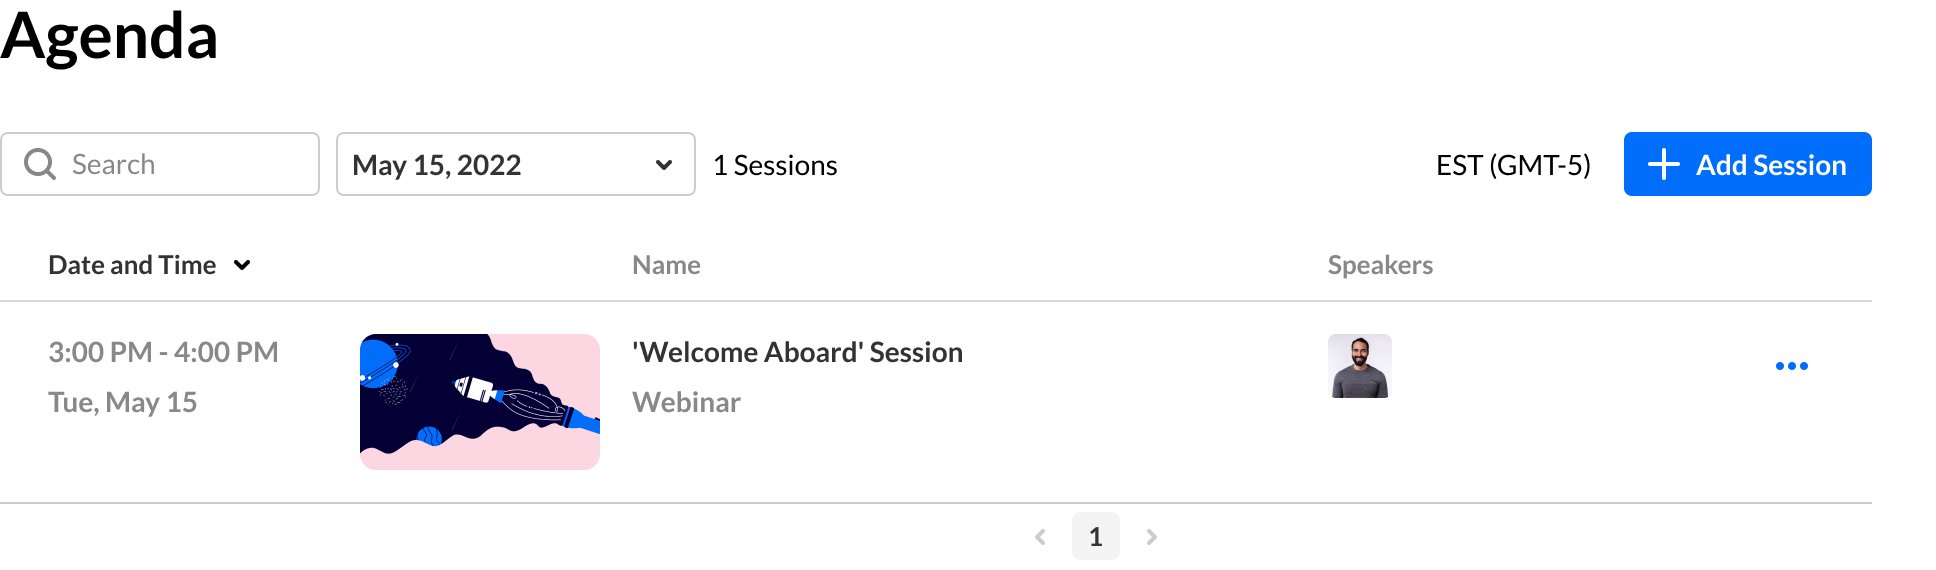 Agenda
Search
May 15, 2022
1 Sessions
EST (GMT-5)
Add Session
Date and Time
Name
Speakers
3:00 PM - 4:00 PM
'Welcome Aboard' Session
Tue, May 15
Webinar
1